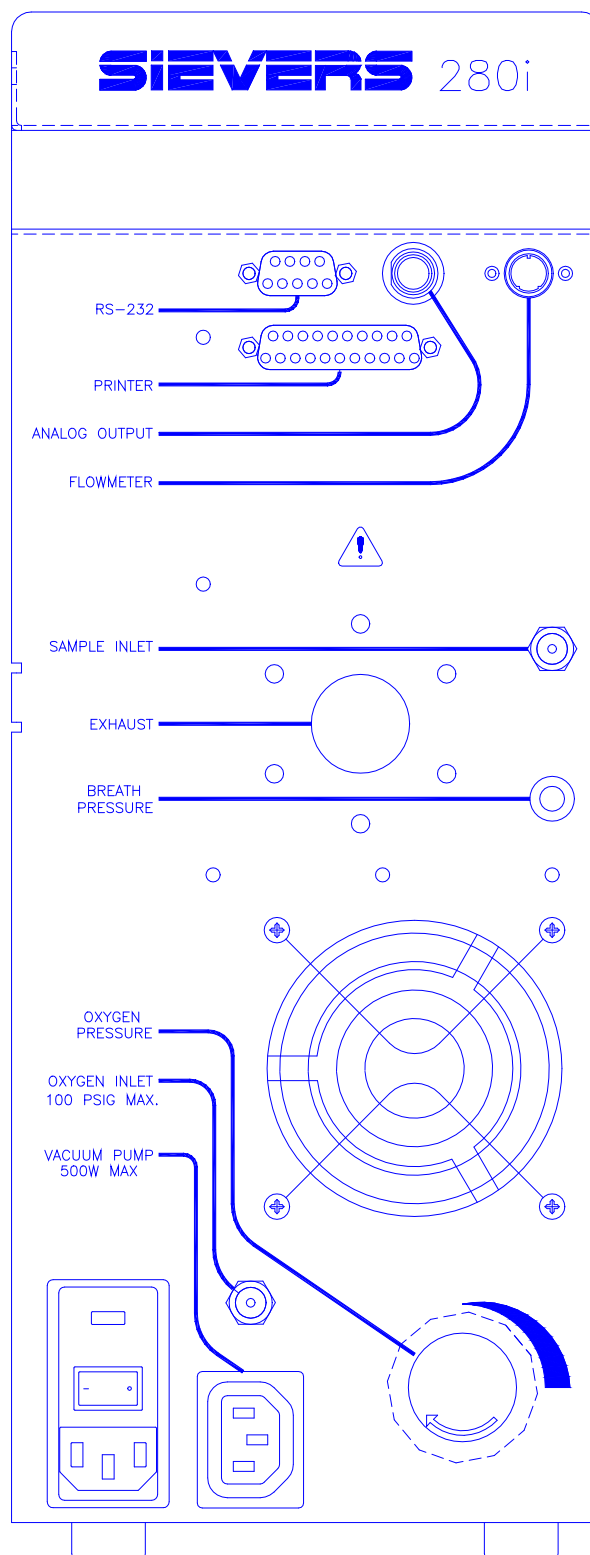 SIEVERS 280i
RS-232
PRINTER
ANALOG OUTPUT
FLOWMETER
SAMPLE INLET
EXHAUST
BREATH
PRESSURE
OXYGEN
PRESSURE
OXYGEN INLET
100 PSIG MAX.
VACUUM PUMP
500W MAX